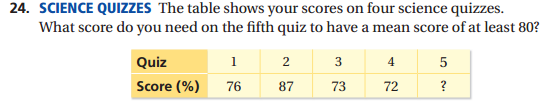 24. SCIENCE QUIZZES The table shows your scores on four science quizzes.
What score do you need on the fifth quiz to have a mean score of at least 80?
Quiz 1 2 3 4 5
Score (%) 76 87 73 72 ?